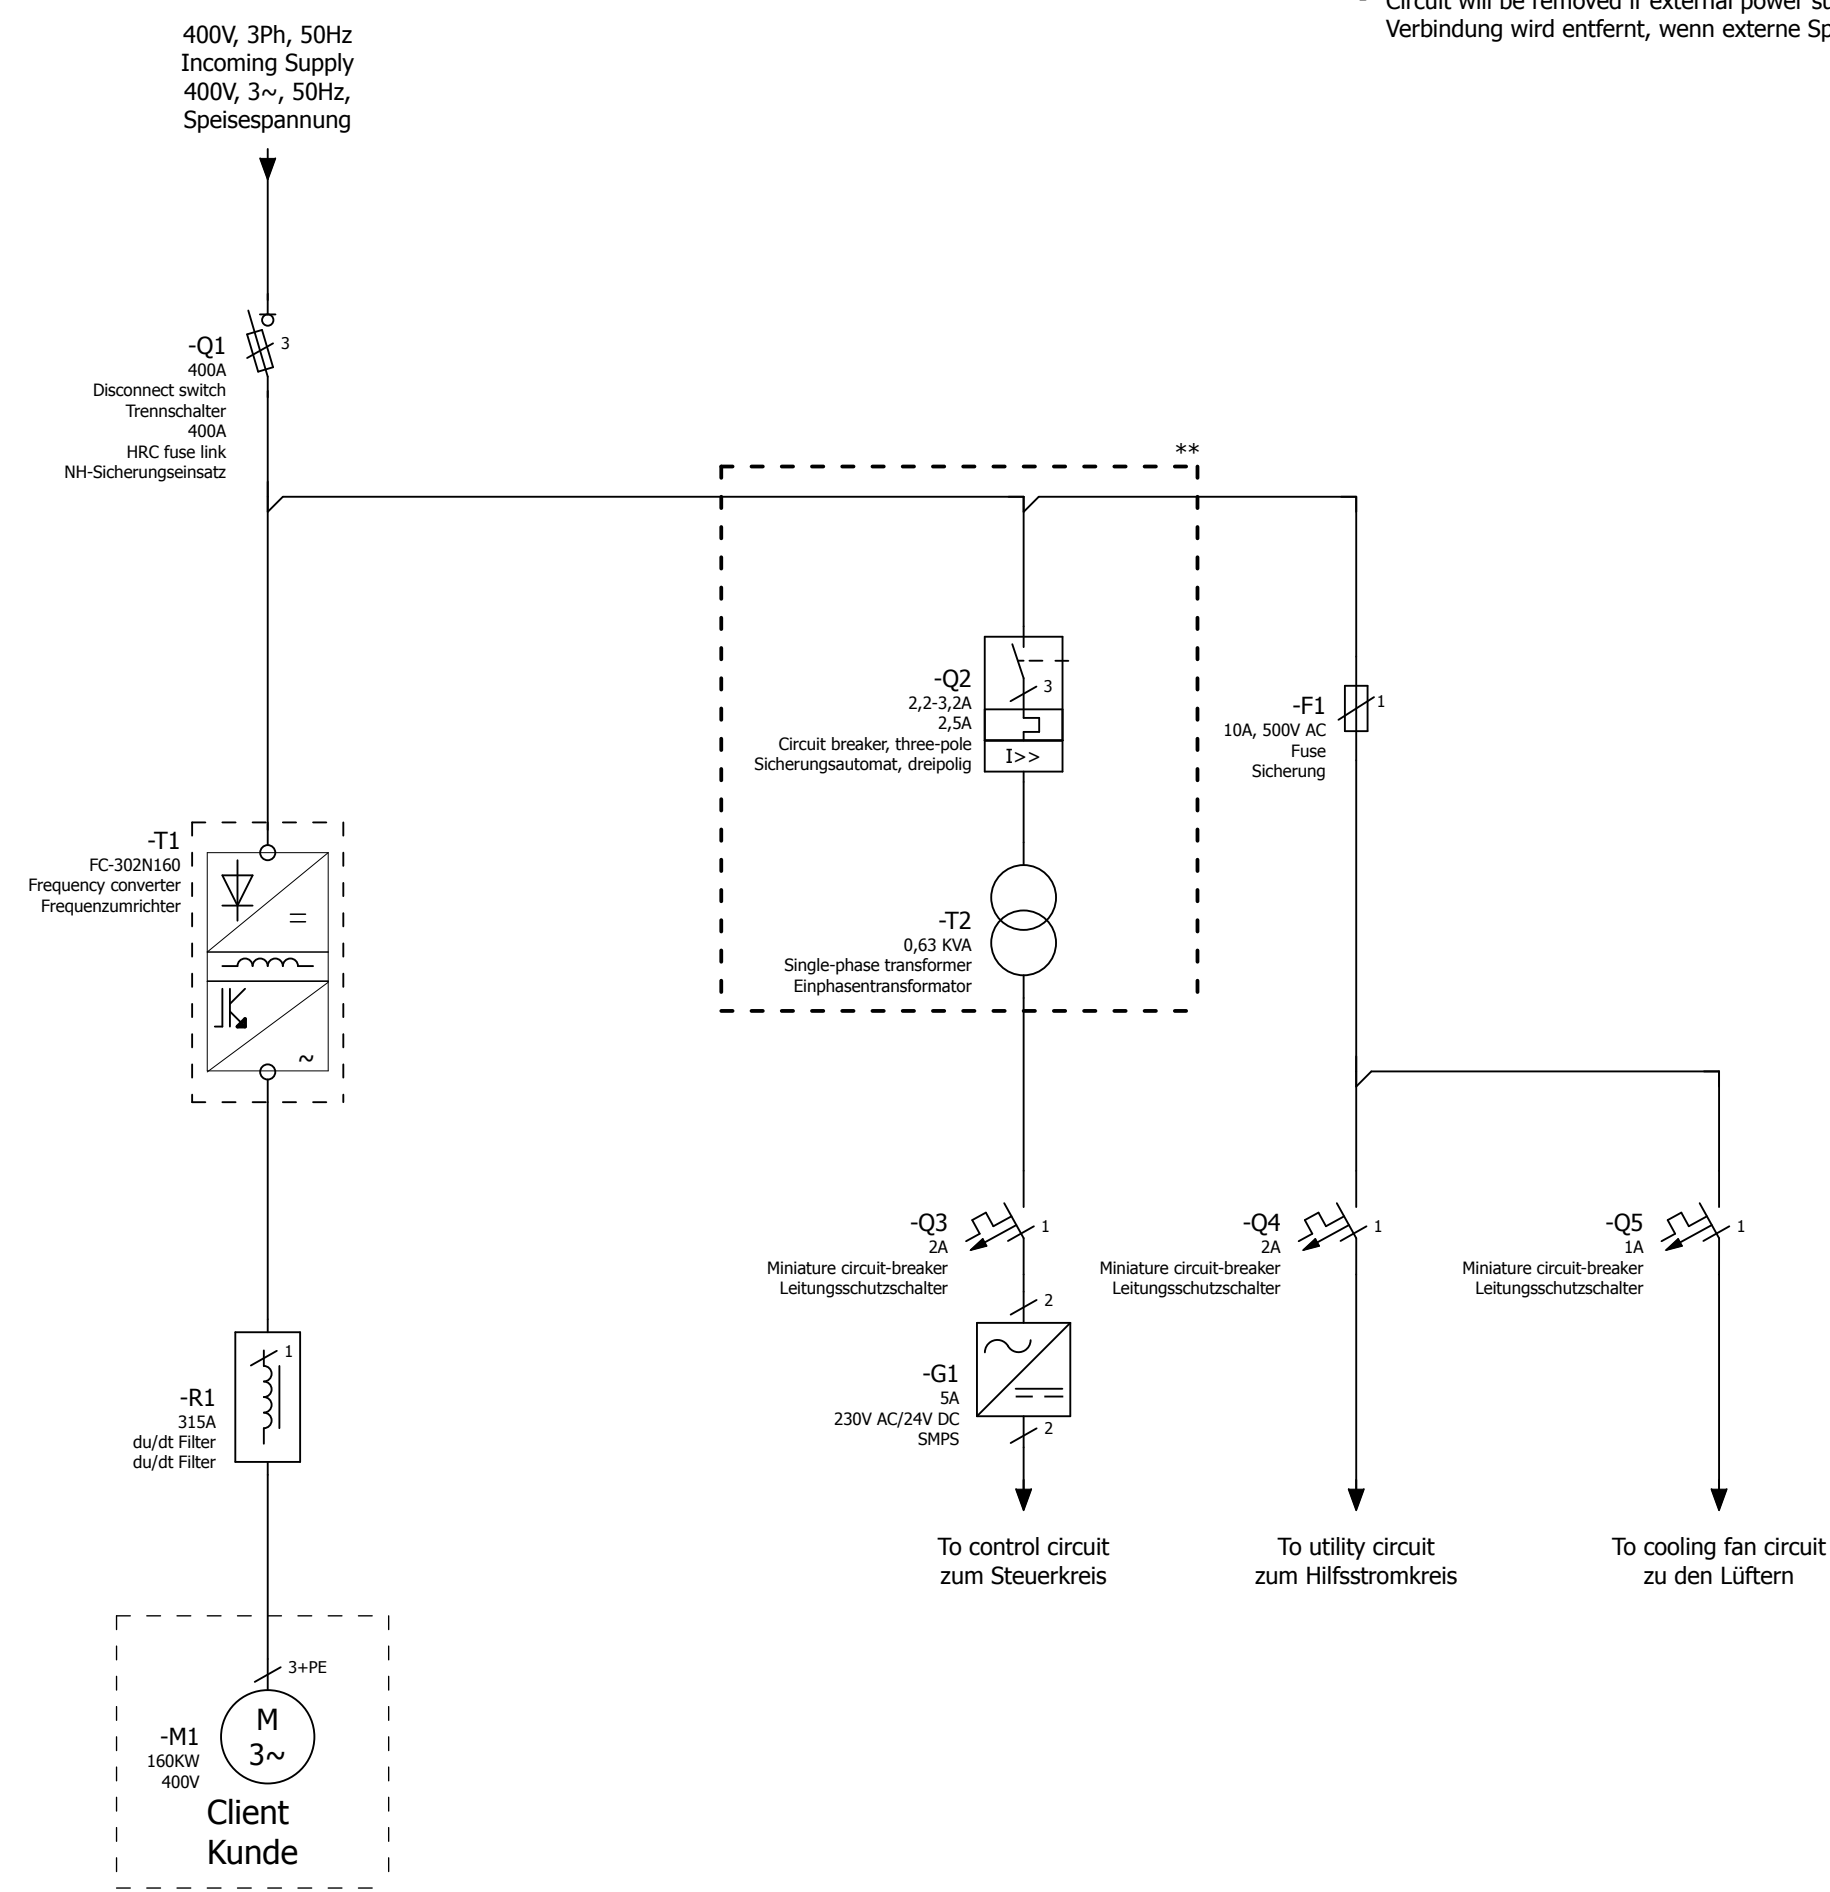 Circuit will be removed if external power
Verbindung wird entfernt, wenn externe
400V, 3Ph, 50Hz
Incoming Supply
400V, 3~, 50Hz,
Speisespannung
-Q1
3
400A
Disconnect switch
Trennschalter
400A
HRC fuse link
NH-Sicherungseinsatz
**
-Q2
3
2,2-3,2A
2,5A
Circuit breaker, three-pole
Sicherungsautomat, dreipolig
I>>
-F1
1
10A, 500V AC
Fuse
Sicherung
-T1
FC-302N160
Frequency converter
Frequenzumrichter
=
~
-T2
0,63 KVA
Single-phase transformer
Einphasentransformator
-Q3
1
2A
Miniature circuit-breaker
Leitungsschutzschalter
-Q4
1
2A
Miniature circuit-breaker
Leitungsschutzschalter
-Q5
1
1A
Miniature circuit-breaker
Leitungsschutzschalter
2
-G1
5A
230V AC/24V DC
SMPS
2
-R1
1
315A
du/dt Filter
du/dt Filter
To control circuit
zum Steuerkreis
To utility circuit
zum Hilfsstromkreis
To cooling fan circuit
zu den Lüftern
3+PE
-M1
160KW
400V
M
3~
Client
Kunde